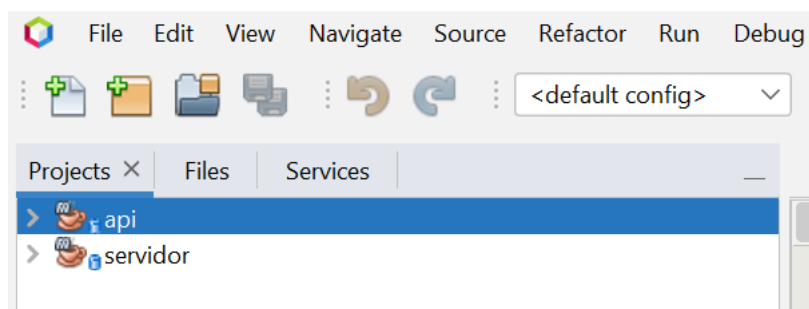 File Edit View Navigate Source Refactor Run Debug
<default config>
Projects Files Services
api
servidor